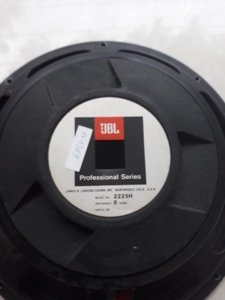 JBL
Professional Series
JAMES B. LANSING SOUND, INC. NORTHRIDGE, CALIF. U.S.A.
MODEL NO. 2225H
IMPEDANCE 8 OHMS
SERIAL NO.